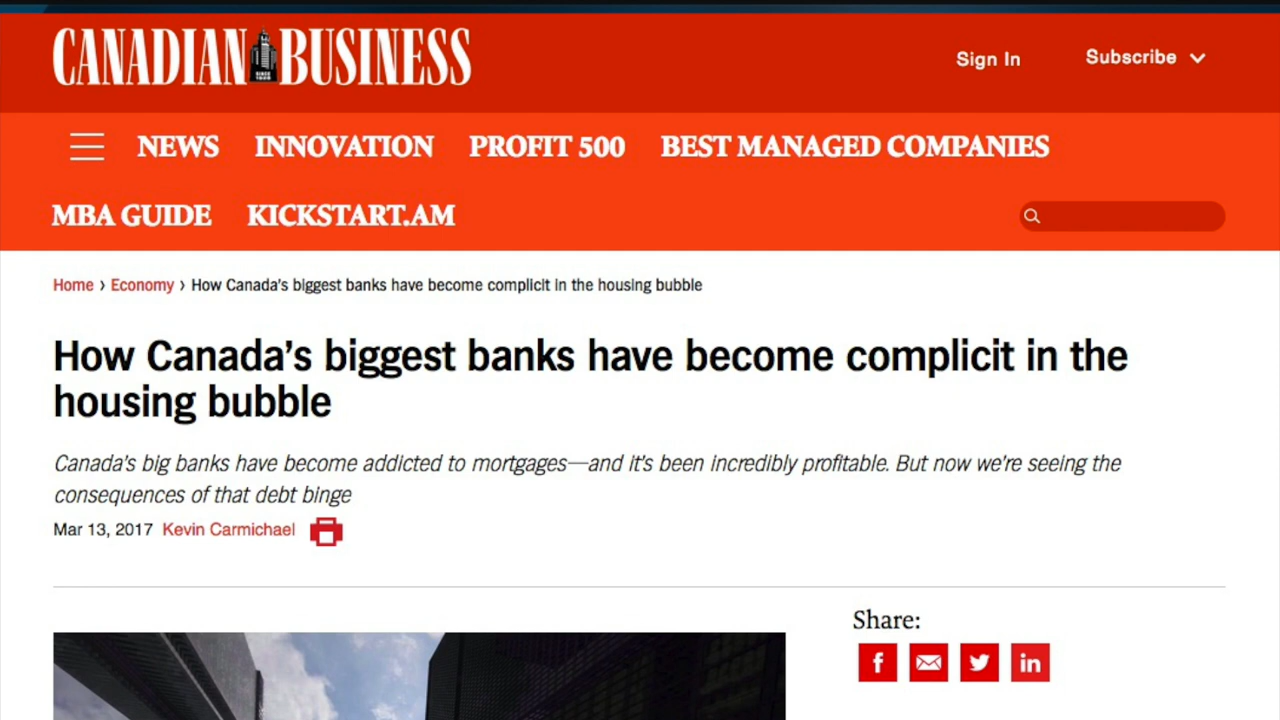 CANADIAN BUSINESS
Sign In
Subscribe
NEWS INNOVATION PROFIT 500 BEST MANAGED COMPANIES
MBA GUIDE KICKSTART.AM
Home › Economy › How Canada's biggest banks have become complicit in the housing bubble
How Canada's biggest banks have become complicit in the
housing bubble
Canada's big banks have become addicted to mortgages—and it's been incredibly profitable. But now we're seeing the
consequences of that debt binge
Mar 13, 2017 Kevin Carmichael
Share: